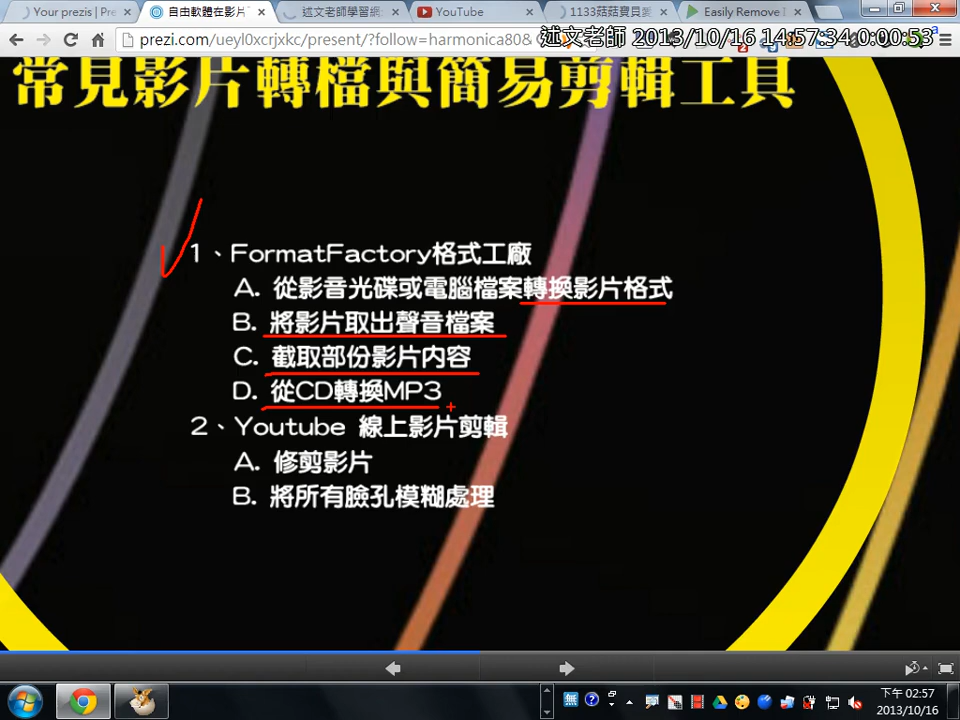 Your prezis | Pre
自由軟體在影片
述文老師學習網
YouTube
1133菇菇寶貝
Easily Remove
prezi.com/ueyl0xcrjxkc/present/?follow=harmonica80&
述文老師 2013/10/16 14:57:34 0:00:53
常見影片轉檔與簡易剪輯工具
1、FormatFactory格式工廠
A. 從影音光碟或電腦檔案轉換影片格式
B. 將影片取出聲音檔案
C. 截取部份影片內容
D. 從CD轉換MP3
2、Youtube 線上影片剪輯
A. 修剪影片
B. 將所有臉孔模糊處理
無
下午 02:57
2013/10/16